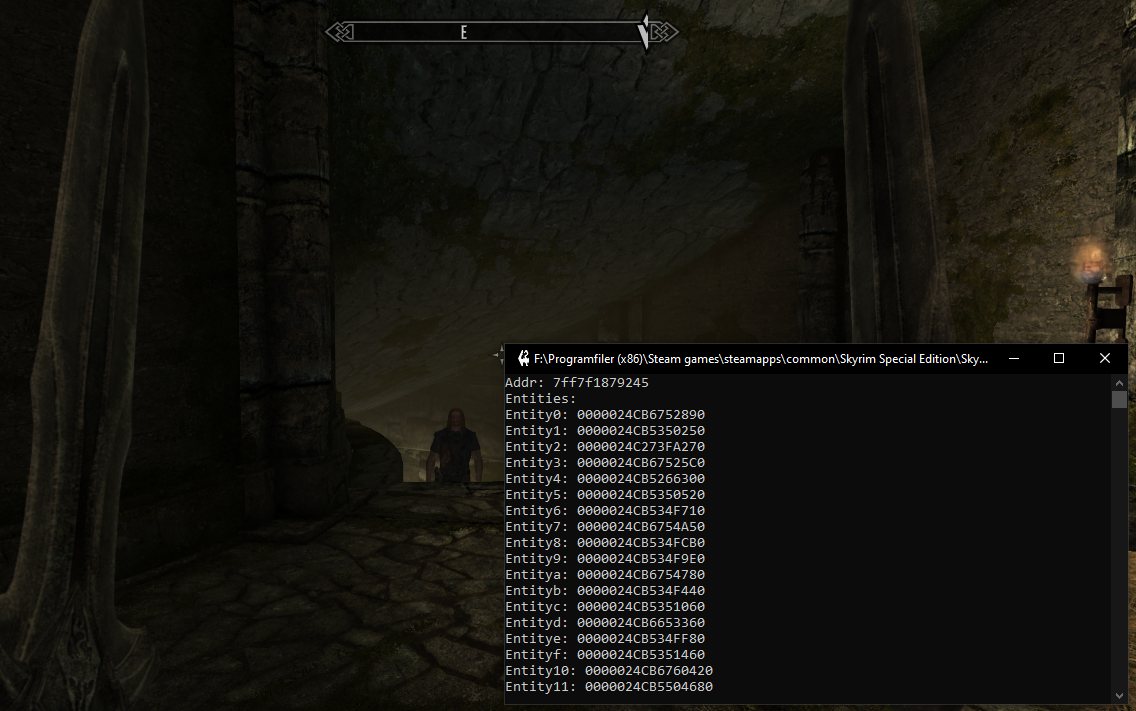 E
F:\Programfiler (x86)\Steam games\steamapps\common\Skyrim Special Edition\Sky...
Addr: 7ff7f1879245
Entities:
Entity0: 0000024CB6752890
Entity1: 0000024CB5350250
Entity2: 0000024C273FA270
Entity3: 0000024CB67525C0
Entity4: 0000024CB5266300
Entity5: 0000024CB5350520
Entity6: 0000024CB534F710
Entity7: 0000024CB6754A50
Entity8: 0000024CB534FCB0
Entity9: 0000024CB534F9E0
Entitya: 0000024CB6754780
Entityb: 0000024CB534F440
Entityc: 0000024CB5351060
Entityd: 0000024CB6653360
Entitye: 0000024CB534FF80
Entityf: 0000024CB5351460
Entity10: 0000024CB6760420
Entity11: 0000024CB5504680